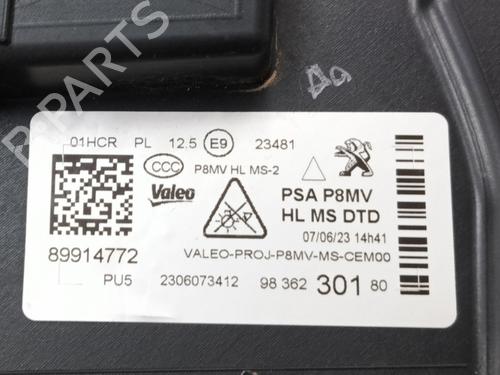 B-PARTS
Aa
01HCR PL 12.5 E9 23481
CCC P8MV HL MS-2
Valeo PSA P8MV
HL MS DTD
07/06/23 14h41
89914772 VALEO-PROJ-P8MV-MS-CEM00
PU5 2306073412 98 362 301 80